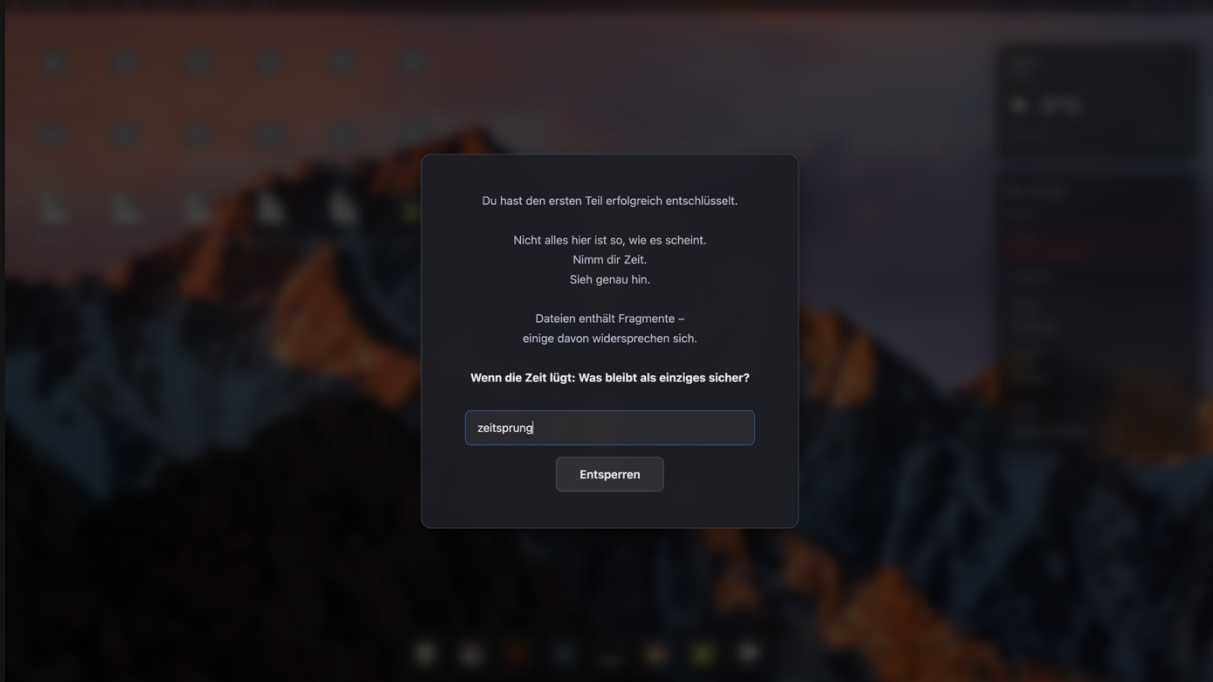 Du hast den ersten Teil erfolgreich entschlüsselt.
Nicht alles hier ist so, wie es scheint.
Nimm dir Zeit.
Sieh genau hin.
Dateien enthält Fragmente –
einige davon widersprechen sich.
Wenn die Zeit lügt: Was bleibt als einziges sicher?
zeitsprung
Entsperren